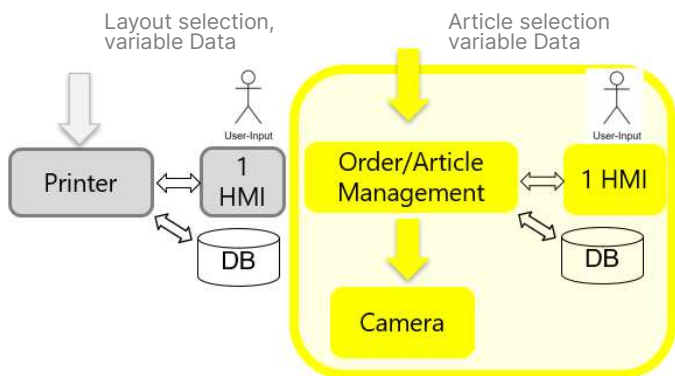 Layout selection,
variable Data
Article selection
variable Data
User-Input
User-Input
Printer
1
HMI
Order/Article
Management
1 HMI
DB
DB
Camera